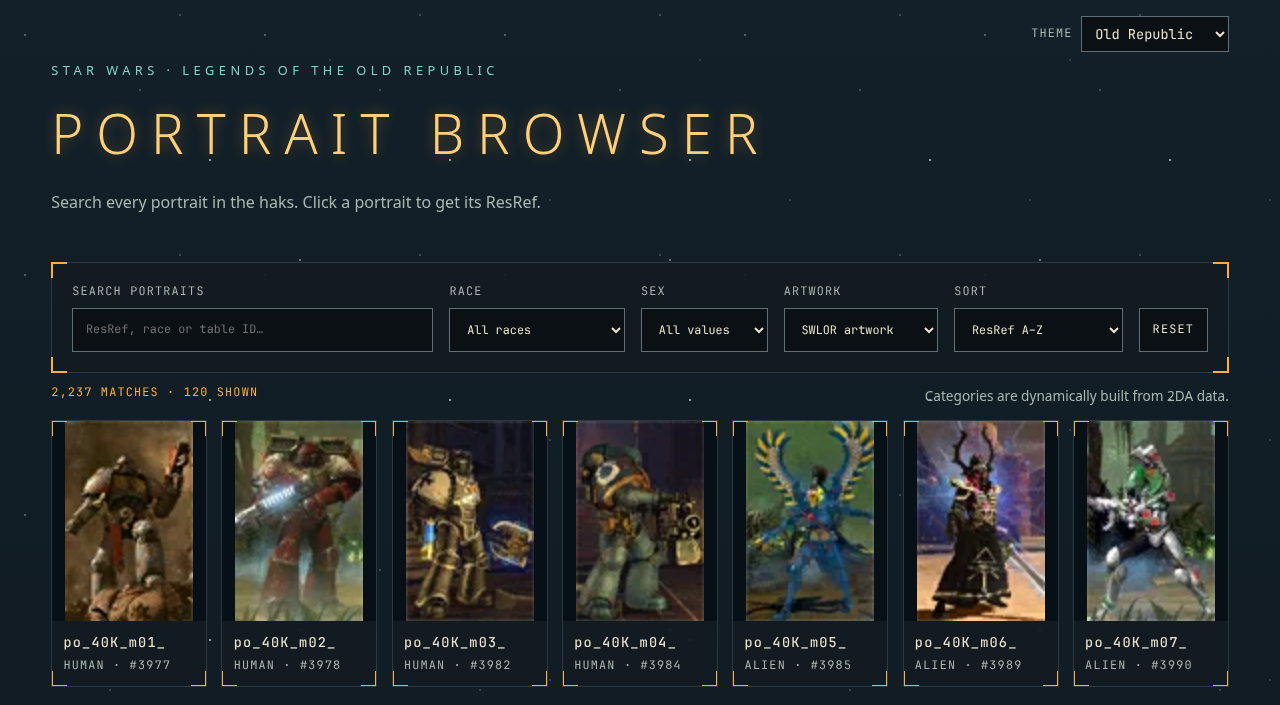 THEME Old Republic
STAR WARS · LEGENDS OF THE OLD REPUBLIC
PORTRAIT BROWSER
Search every portrait in the haks. Click a portrait to get its ResRef.
SEARCH PORTRAITS RACE SEX ARTWORK SORT
ResRef, race or table ID… All races All values SWLOR artwork ResRef A–Z RESET
2,237 MATCHES · 120 SHOWN Categories are dynamically built from 2DA data.
po_40K_m01_ po_40K_m02_ po_40K_m03_ po_40K_m04_ po_40K_m05_ po_40K_m06_ po_40K_m07_
HUMAN · #3977 HUMAN · #3978 HUMAN · #3982 HUMAN · #3984 ALIEN · #3985 ALIEN · #3989 ALIEN · #3990